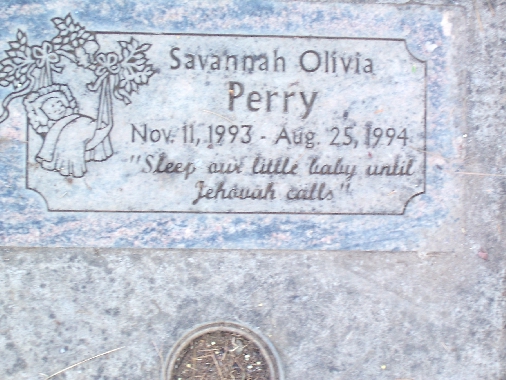 Savannah Olivia
Perry
Nov. 11, 1993 - Aug. 25, 1994
"Sleep our little baby until
Jehovah calls"